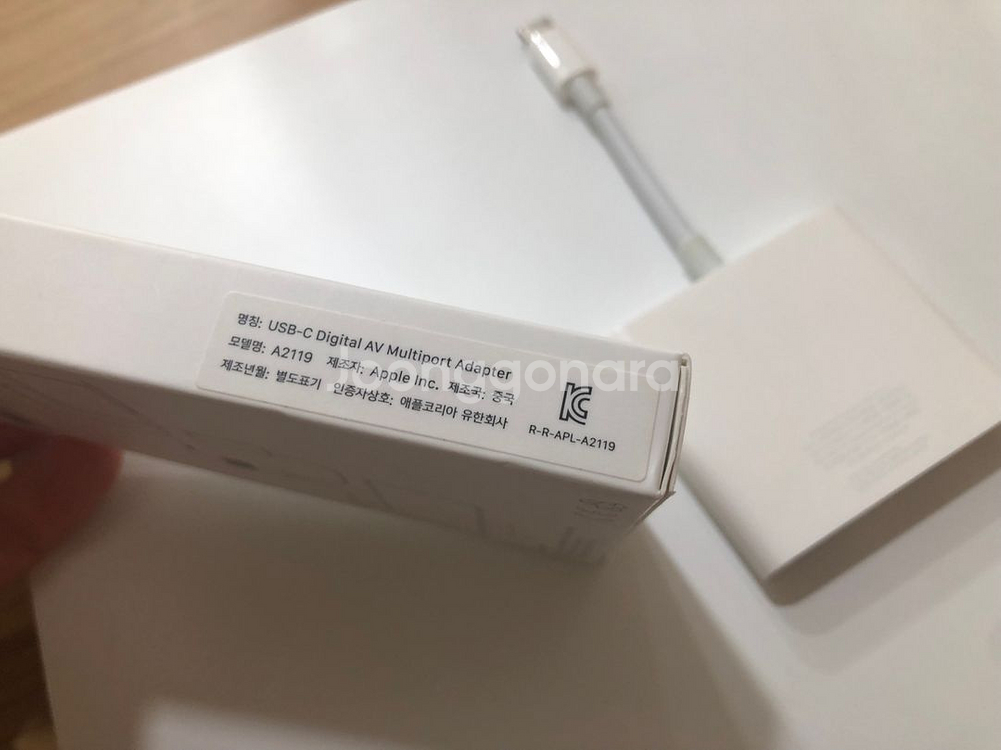 명칭: USB-C Digital AV Multiport Adapter
모델명: A2119 제조자: Apple Inc. 제조국: 중국
제조년월: 별도표기 인증자상호: 애플코리아 유한회사
R-R-APL-A2119
Joonggonara